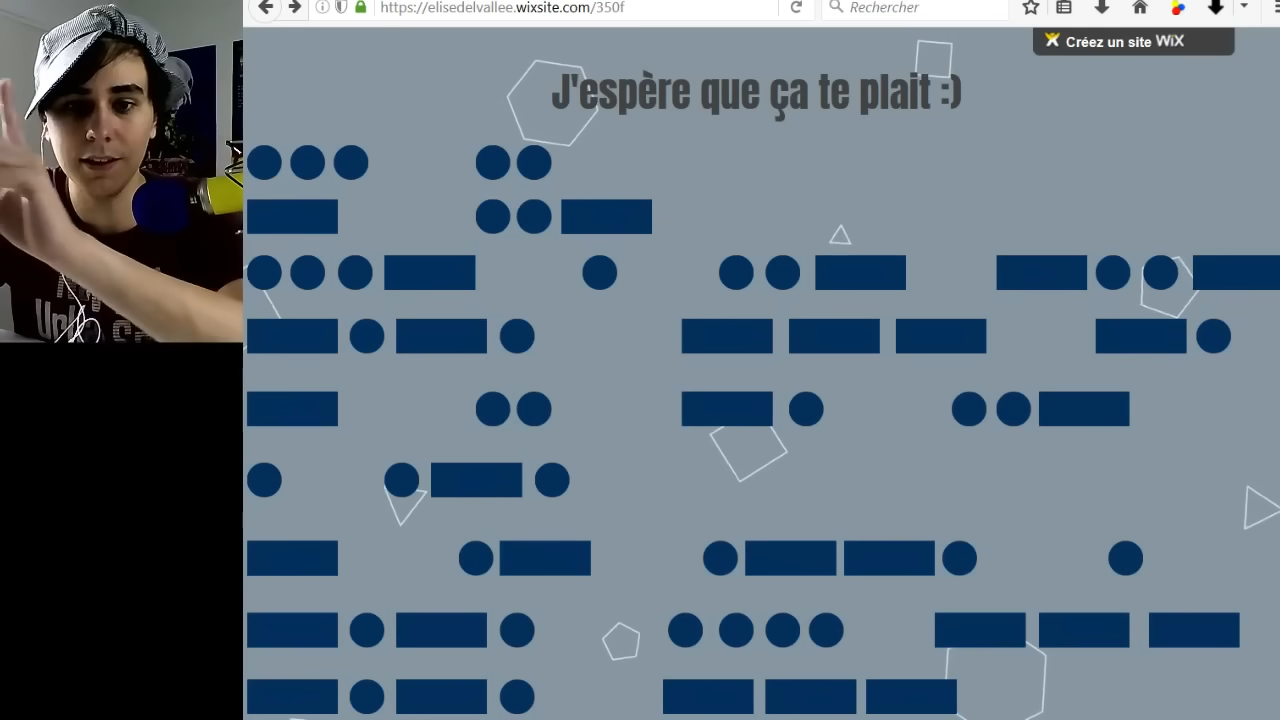 https://elisedelvallee.wixsite.com/350f
Rechercher
Créez un site WiX
J'espère que ça te plait :)